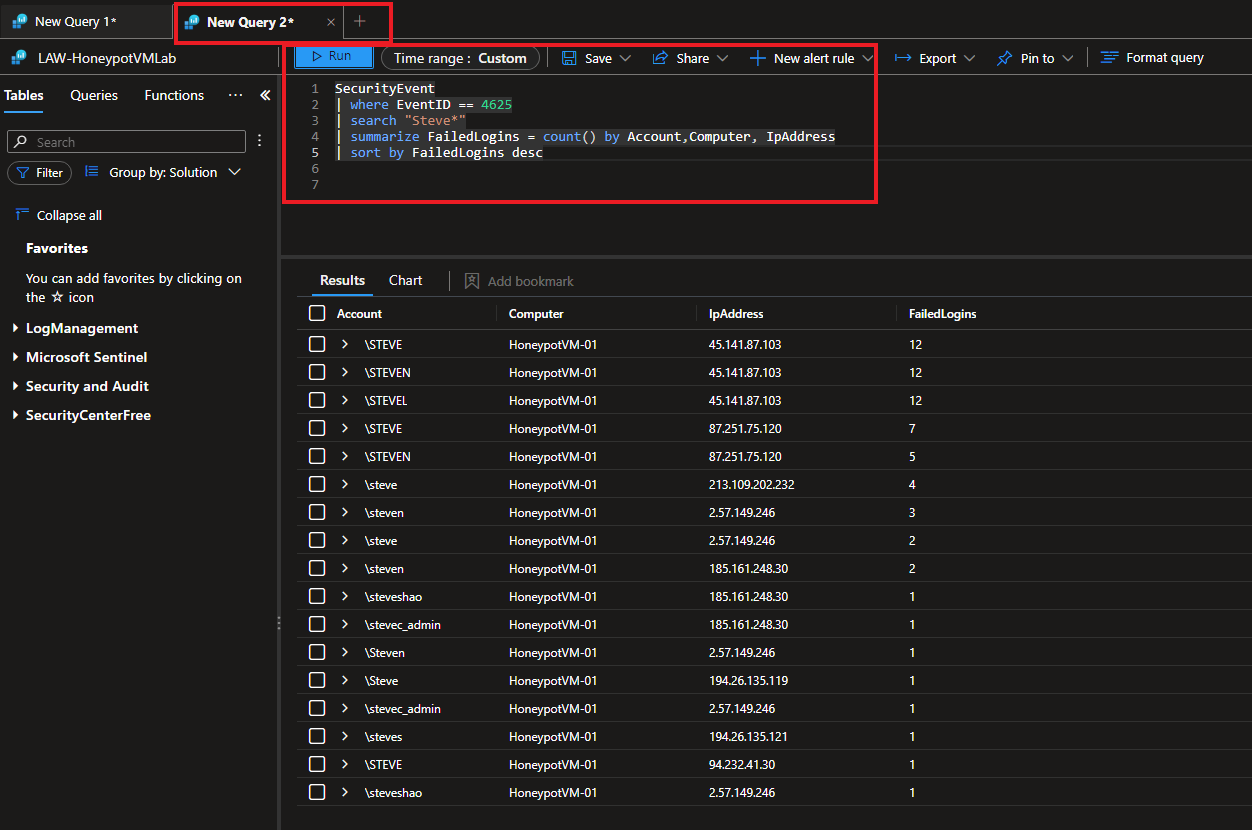 New Query 1*
New Query 2*
LAW-HoneypotVMLab
Run
Time range : Custom
Save
Share
New alert rule
Export
Pin to
Format query
Tables
Queries
Functions
Search
Filter
Group by: Solution
Collapse all
Favorites
You can add favorites by clicking on
the ☆ icon
LogManagement
Microsoft Sentinel
Security and Audit
SecurityCenterFree
1 SecurityEvent
2 | where EventID == 4625
3 | search "Steve*"
4 | summarize FailedLogins = count() by Account,Computer, IpAddress
5 | sort by FailedLogins desc
6
7
Results
Chart
Add bookmark
Account Computer IpAddress FailedLogins
\STEVE HoneypotVM-01 45.141.87.103 12
\STEVEN HoneypotVM-01 45.141.87.103 12
\STEVEL HoneypotVM-01 45.141.87.103 12
\STEVE HoneypotVM-01 87.251.75.120 7
\STEVEN HoneypotVM-01 87.251.75.120 5
\steve HoneypotVM-01 213.109.202.232 4
\steven HoneypotVM-01 2.57.149.246 3
\steve HoneypotVM-01 2.57.149.246 2
\steven HoneypotVM-01 185.161.248.30 2
\steveshao HoneypotVM-01 185.161.248.30 1
\stevec_admin HoneypotVM-01 185.161.248.30 1
\Steven HoneypotVM-01 2.57.149.246 1
\Steve HoneypotVM-01 194.26.135.119 1
\stevec_admin HoneypotVM-01 2.57.149.246 1
\steves HoneypotVM-01 194.26.135.121 1
\STEVE HoneypotVM-01 94.232.41.30 1
\steveshao HoneypotVM-01 2.57.149.246 1